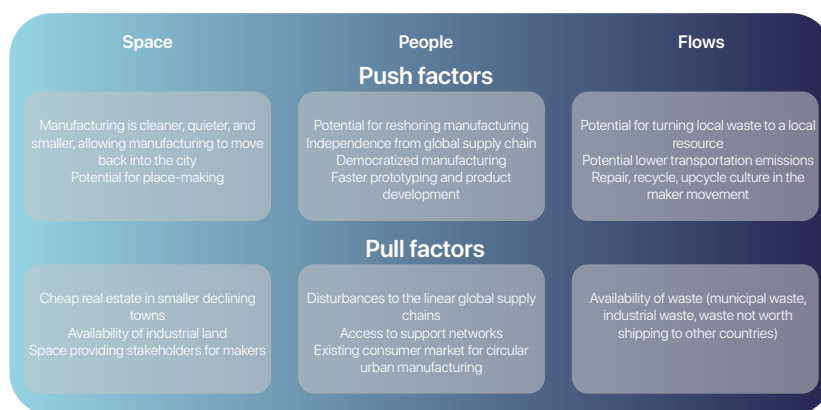 Space
People
Flows
Push factors
Manufacturing is cleaner, quieter, and
smaller, allowing manufacturing to move
back into the city
Potential for place-making
Potential for reshoring manufacturing
Independence from global supply chain
Democratized manufacturing
Faster prototyping and product
development
Potential for turning local waste to a local
resource
Potential lower transportation emissions
Repair, recycle, upcycle culture in the
maker movement
Pull factors
Cheap real estate in smaller declining
towns
Availability of industrial land
Space providing stakeholders for makers
Disturbances to the linear global supply
chains
Access to support networks
Existing consumer market for circular
urban manufacturing
Availability of waste (municipal waste,
industrial waste, waste not worth
shipping to other countries)